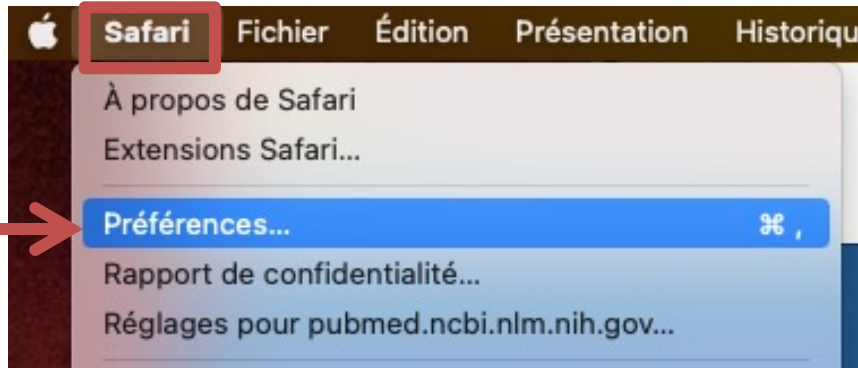 Safari Fichier Édition Présentation Historiqu
À propos de Safari
Extensions Safari...
Préférences... ⌘ ,
Rapport de confidentialité...
Réglages pour pubmed.ncbi.nlm.nih.gov...